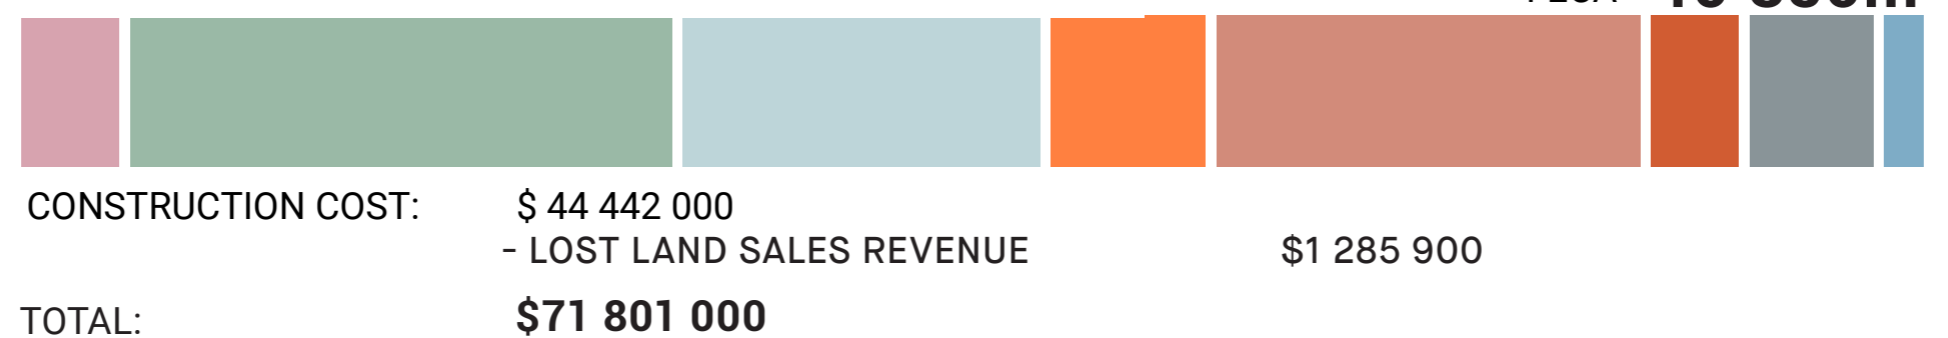 CONSTRUCTION COST: $ 44 442 000
- LOST LAND SALES REVENUE $1 285 900
TOTAL: $71 801 000